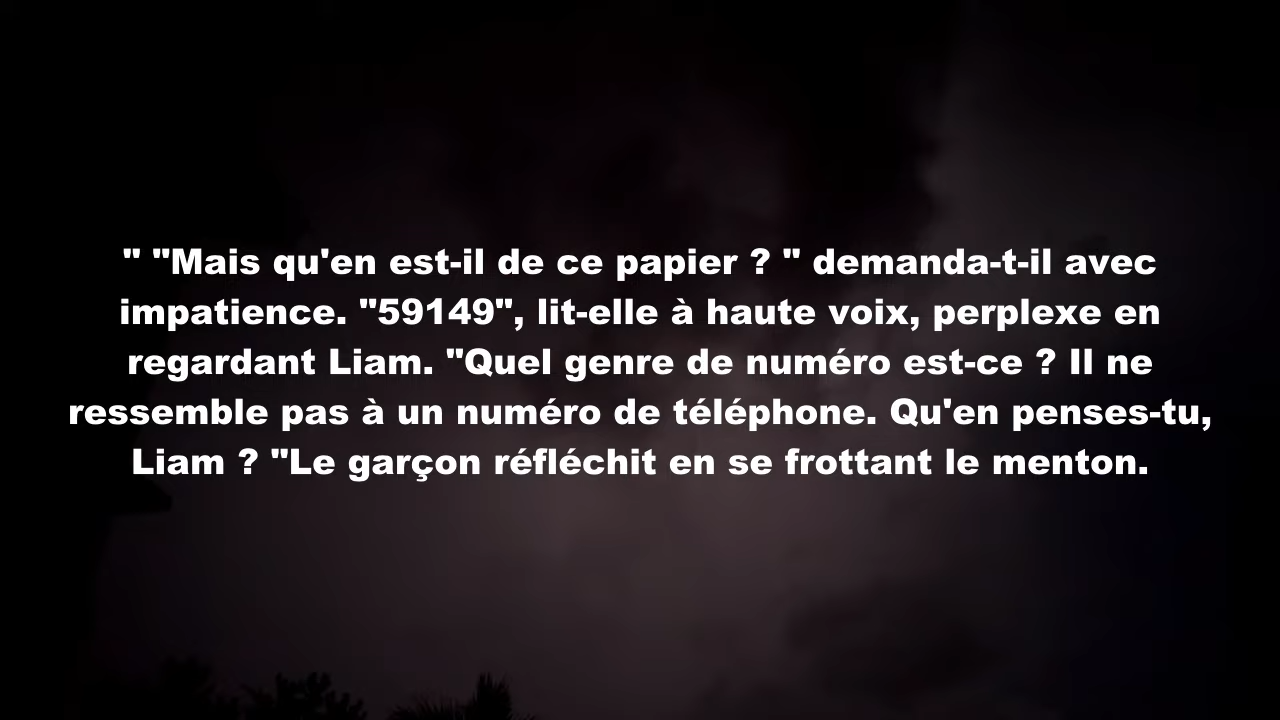 " "Mais qu'en est-il de ce papier ? " demanda-t-il avec
impatience. "59149", lit-elle à haute voix, perplexe en
regardant Liam. "Quel genre de numéro est-ce ? Il ne
ressemble pas à un numéro de téléphone. Qu'en penses-tu,
Liam ? "Le garçon réfléchit en se frottant le menton.